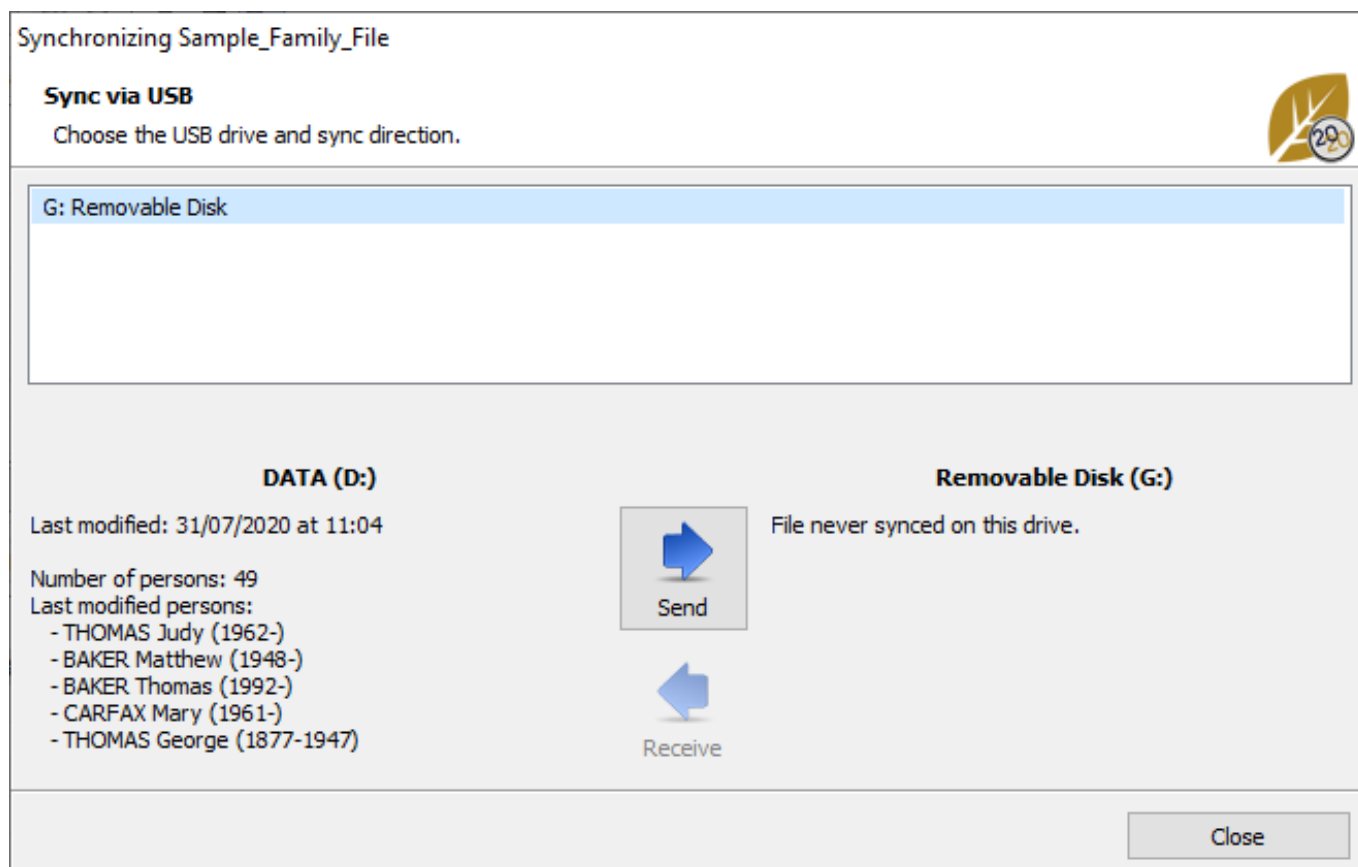 Synchronizing Sample_Family_File
Sync via USB
Choose the USB drive and sync direction.
2020
G: Removable Disk
DATA (D:)
Last modified: 31/07/2020 at 11:04
Number of persons: 49
Last modified persons:
- THOMAS Judy (1962-)
- BAKER Matthew (1948-)
- BAKER Thomas (1992-)
- CARFAX Mary (1961-)
- THOMAS George (1877-1947)
Send
Receive
Removable Disk (G:)
File never synced on this drive.
Close